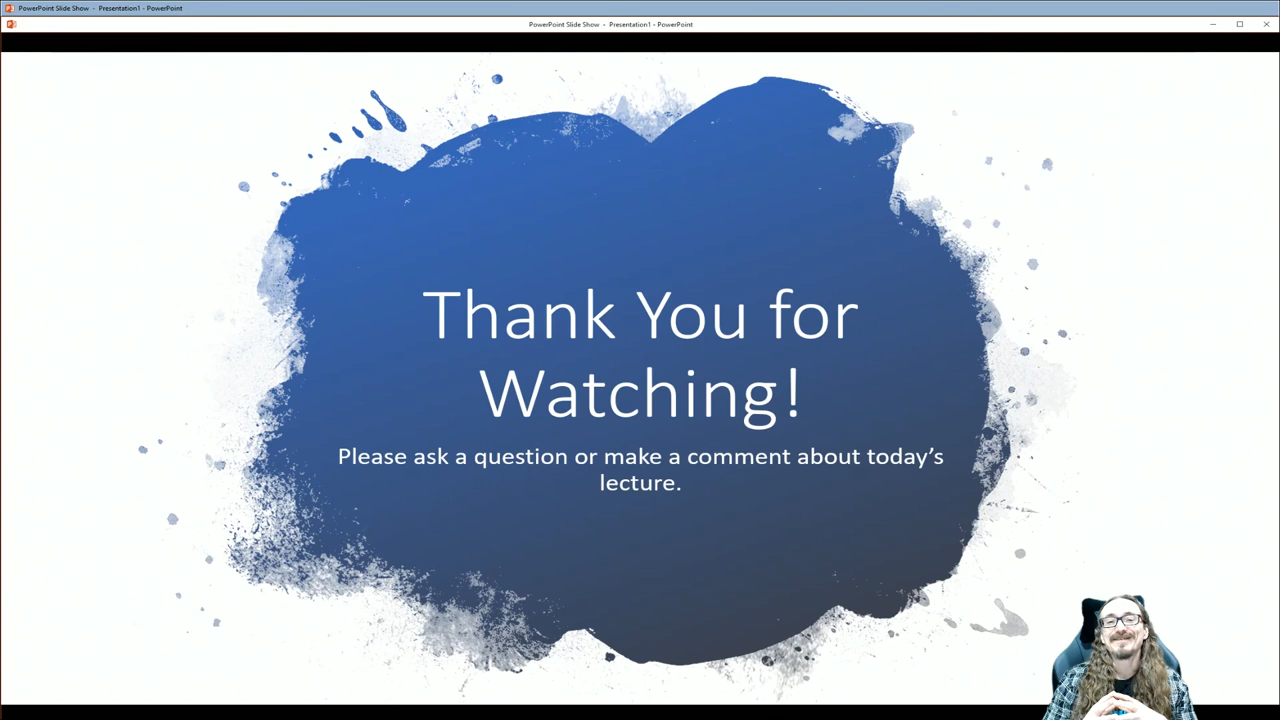 PowerPoint Slide Show - Presentation1 - PowerPoint
PowerPoint Slide Show - Presentation1 - PowerPoint
Thank You for
Watching!
Please ask a question or make a comment about today’s
lecture.